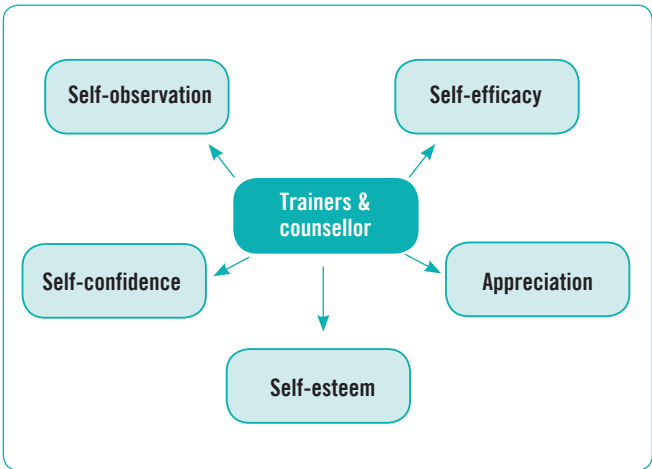 Self-observation
Self-efficacy
Trainers &
counsellor
Self-confidence
Appreciation
Self-esteem